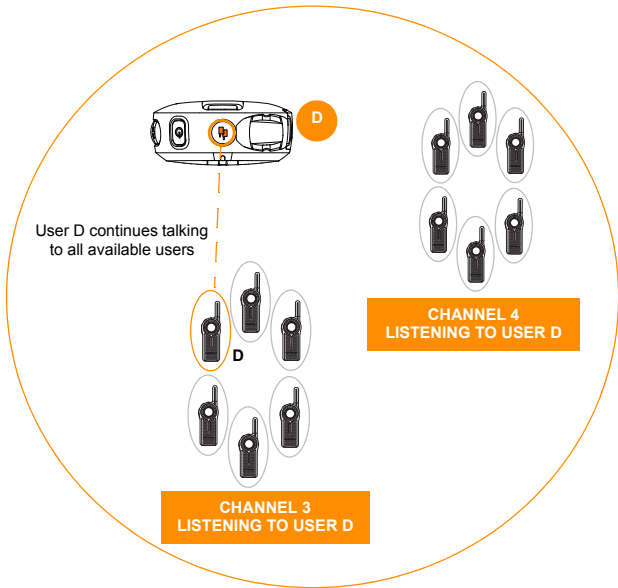 D
User D continues talking
to all available users
D
CHANNEL 4
LISTENING TO USER D
CHANNEL 3
LISTENING TO USER D